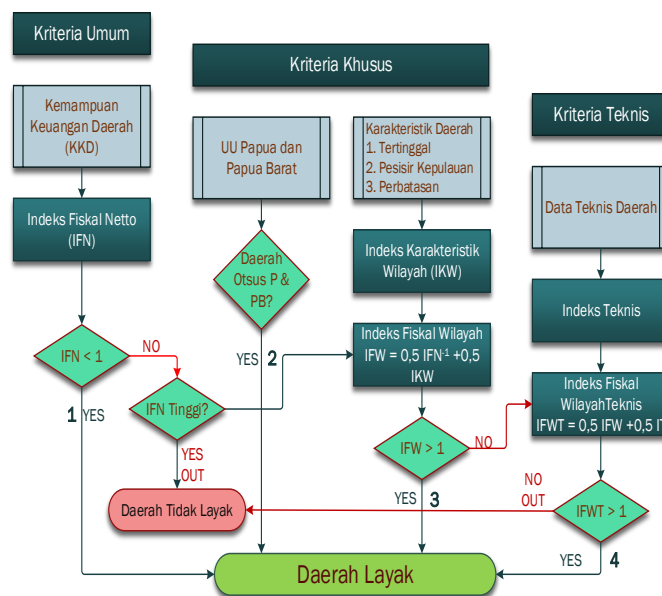 Kriteria Umum
Kemampuan
Keuangan Daerah
(KKD)
Indeks Fiskal Netto
(IFN)
IFN < 1
NO
1 YES
IFN Tinggi?
YES
OUT
Daerah Tidak Layak
Kriteria Khusus
UU Papua dan
Papua Barat
Daerah
Otsus P &
PB?
YES 2
Karakteristik Daerah
1. Tertinggal
2. Pesisir Kepulauan
3. Perbatasan
Indeks Karakteristik
Wilayah (IKW)
Indeks Fiskal Wilayah
IFW = 0,5 IFN⁻¹ +0,5
IKW
IFW > 1
NO
YES 3
Kriteria Teknis
Data Teknis Daerah
Indeks Teknis
Indeks Fiskal
WilayahTeknis
IFWT = 0,5 IFW +0,5 IT
IFWT > 1
NO
OUT
YES 4
Daerah Layak